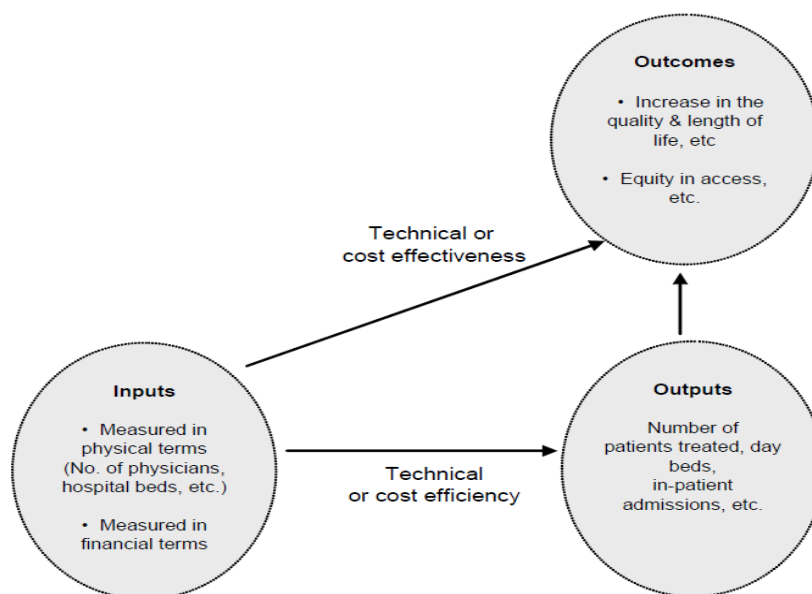 Outcomes
• Increase in the
quality & length of
life, etc
• Equity in access,
etc.
Technical or
cost effectiveness
Inputs
• Measured in
physical terms
(No. of physicians,
hospital beds, etc.)
• Measured in
financial terms
Technical
or cost efficiency
Outputs
Number of
patients treated, day
beds,
in-patient
admissions, etc.